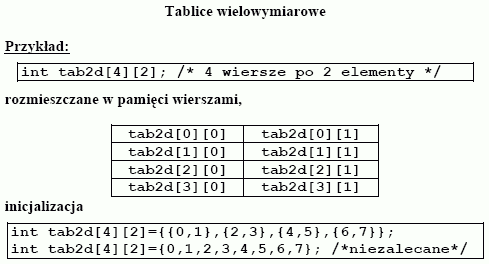 Tablice wielowymiarowe
Przykład:
int tab2d[4][2]; /* 4 wiersze po 2 elementy */
rozmieszczane w pamięci wierszami,
tab2d[0][0] tab2d[0][1]
tab2d[1][0] tab2d[1][1]
tab2d[2][0] tab2d[2][1]
tab2d[3][0] tab2d[3][1]
inicjalizacja
int tab2d[4][2]={{0,1},{2,3},{4,5},{6,7}};
int tab2d[4][2]={0,1,2,3,4,5,6,7}; /*niezalecane*/